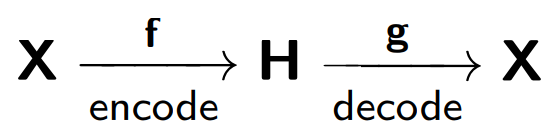 f g
X H X
encode decode